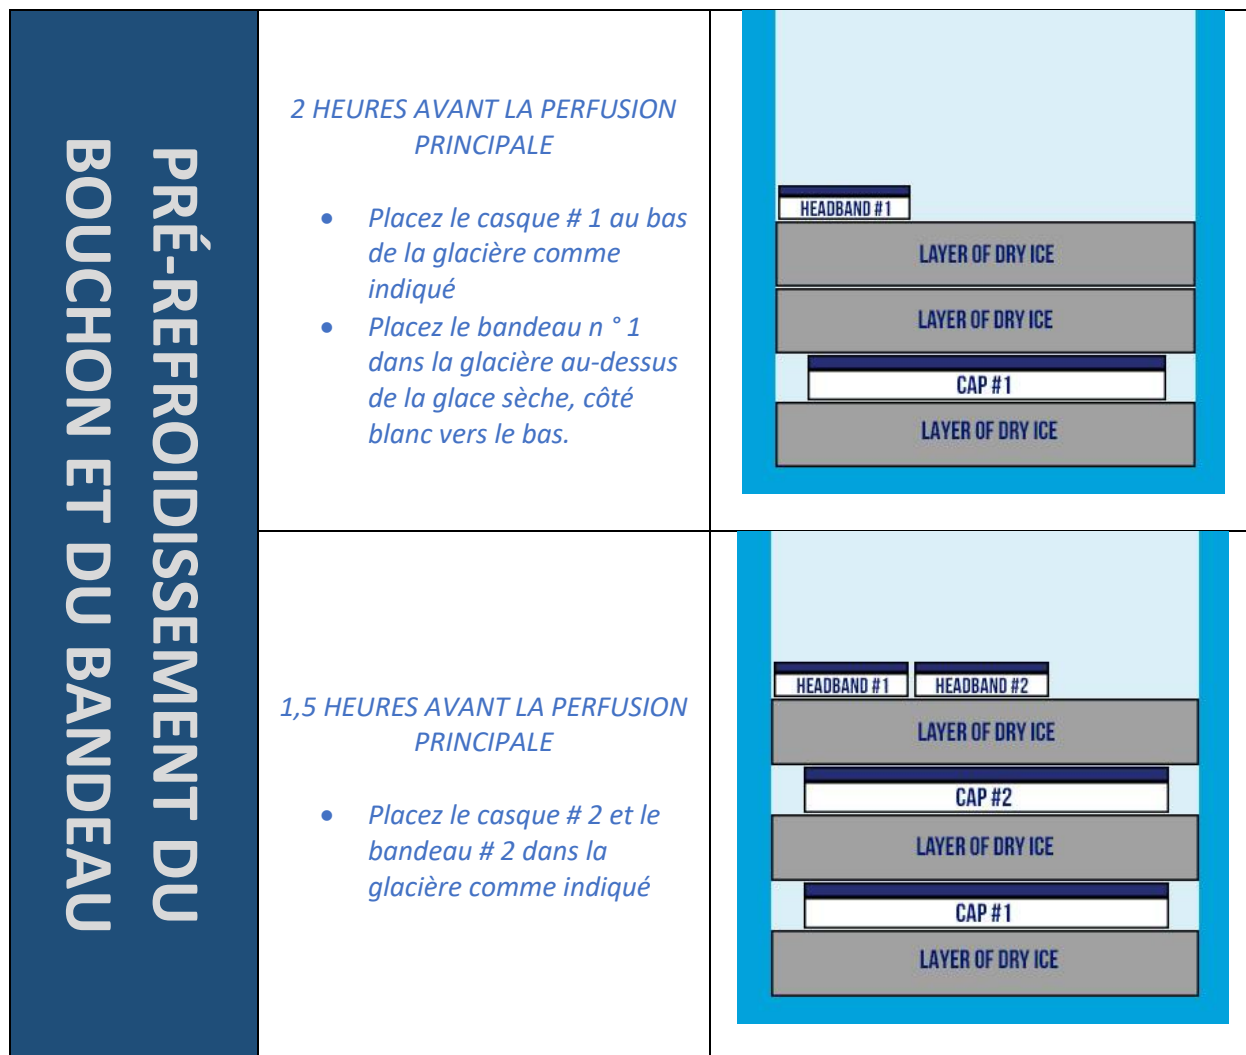 PRÉ-REFROIDISSEMENT DU
BOUCHON ET DU BANDEAU
2 HEURES AVANT LA PERFUSION
PRINCIPALE
• Placez le casque # 1 au bas
de la glacière comme
indiqué
• Placez le bandeau n ° 1
dans la glacière au-dessus
de la glace sèche, côté
blanc vers le bas.
HEADBAND #1
LAYER OF DRY ICE
LAYER OF DRY ICE
CAP #1
LAYER OF DRY ICE
1,5 HEURES AVANT LA PERFUSION
PRINCIPALE
• Placez le casque # 2 et le
bandeau # 2 dans la
glacière comme indiqué
HEADBAND #1 HEADBAND #2
LAYER OF DRY ICE
CAP #2
LAYER OF DRY ICE
CAP #1
LAYER OF DRY ICE